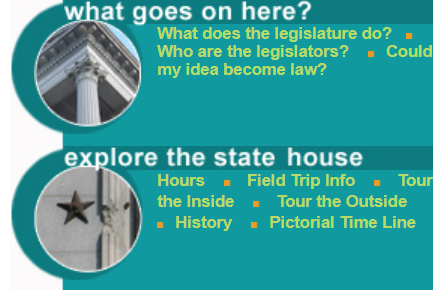 what goes on here?
What does the legislature do?
Who are the legislators? Could
my idea become law?
explore the state house
Hours Field Trip Info Tour
the Inside Tour the Outside
History Pictorial Time Line